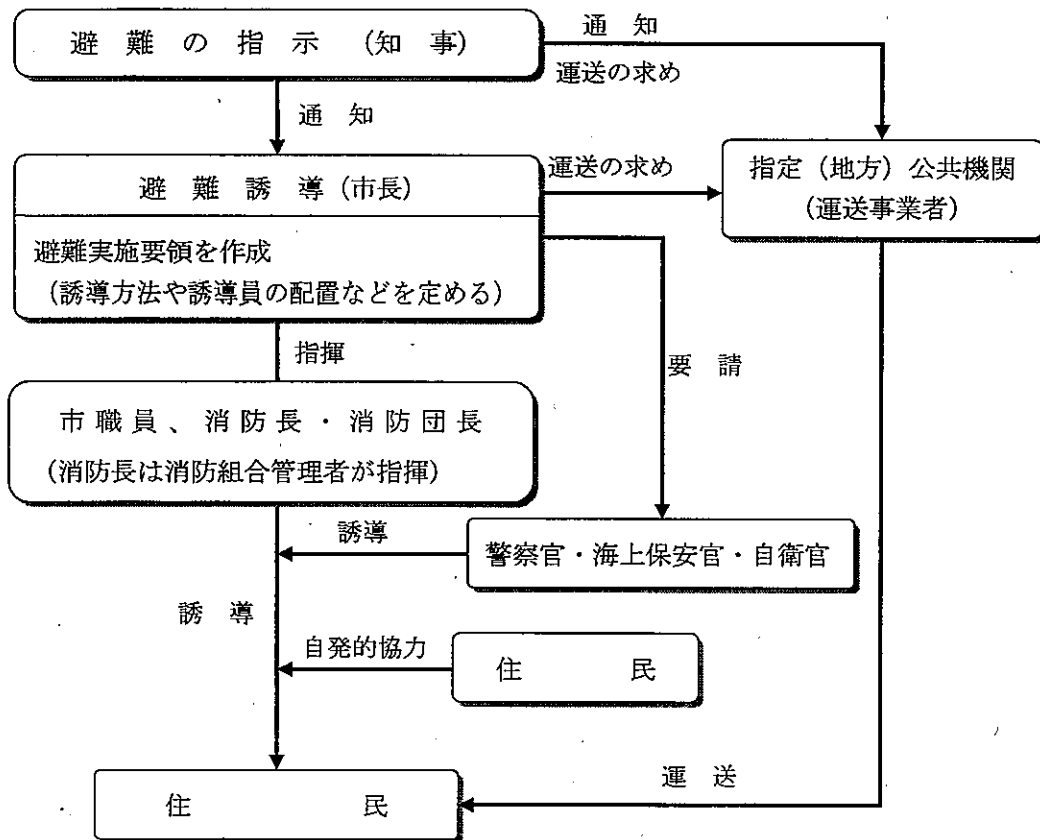 避難の指示（知事）
通知
運送の求め
通知
避難誘導（市長）
運送の求め
指定（地方）公共機関
（運送事業者）
避難実施要領を作成
（誘導方法や誘導員の配置などを定める）
指揮
要請
市職員、消防長・消防団長
（消防長は消防組合管理者が指揮）
誘導
警察官・海上保安官・自衛官
誘導
自発的協力
住民
運送
住民